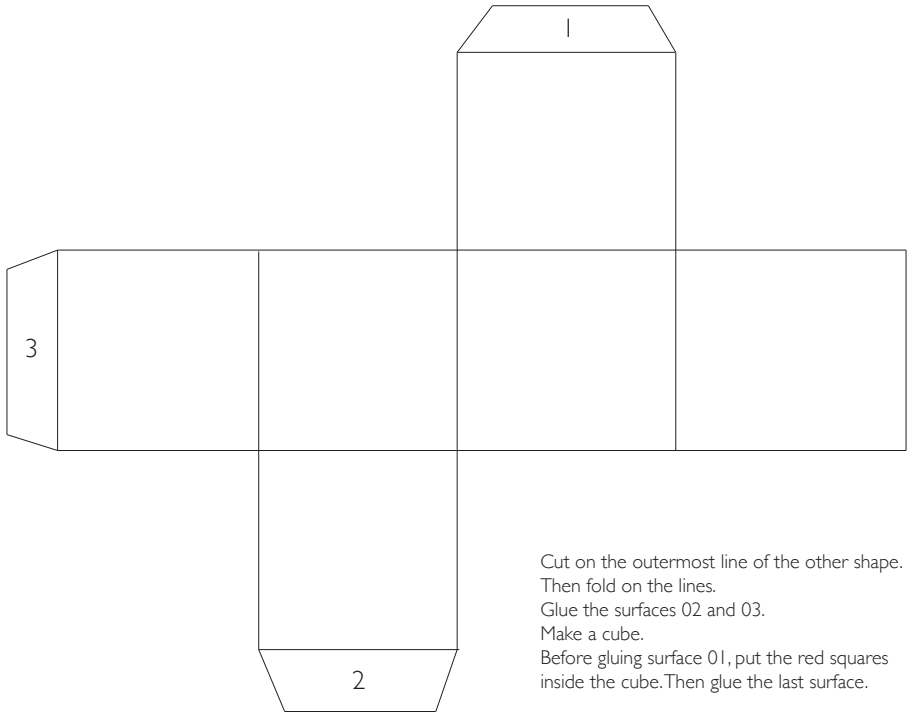 1
3
2
Cut on the outermost line of the other shape.
Then fold on the lines.
Glue the surfaces 02 and 03.
Make a cube.
Before gluing surface 01, put the red squares
inside the cube.Then glue the last surface.